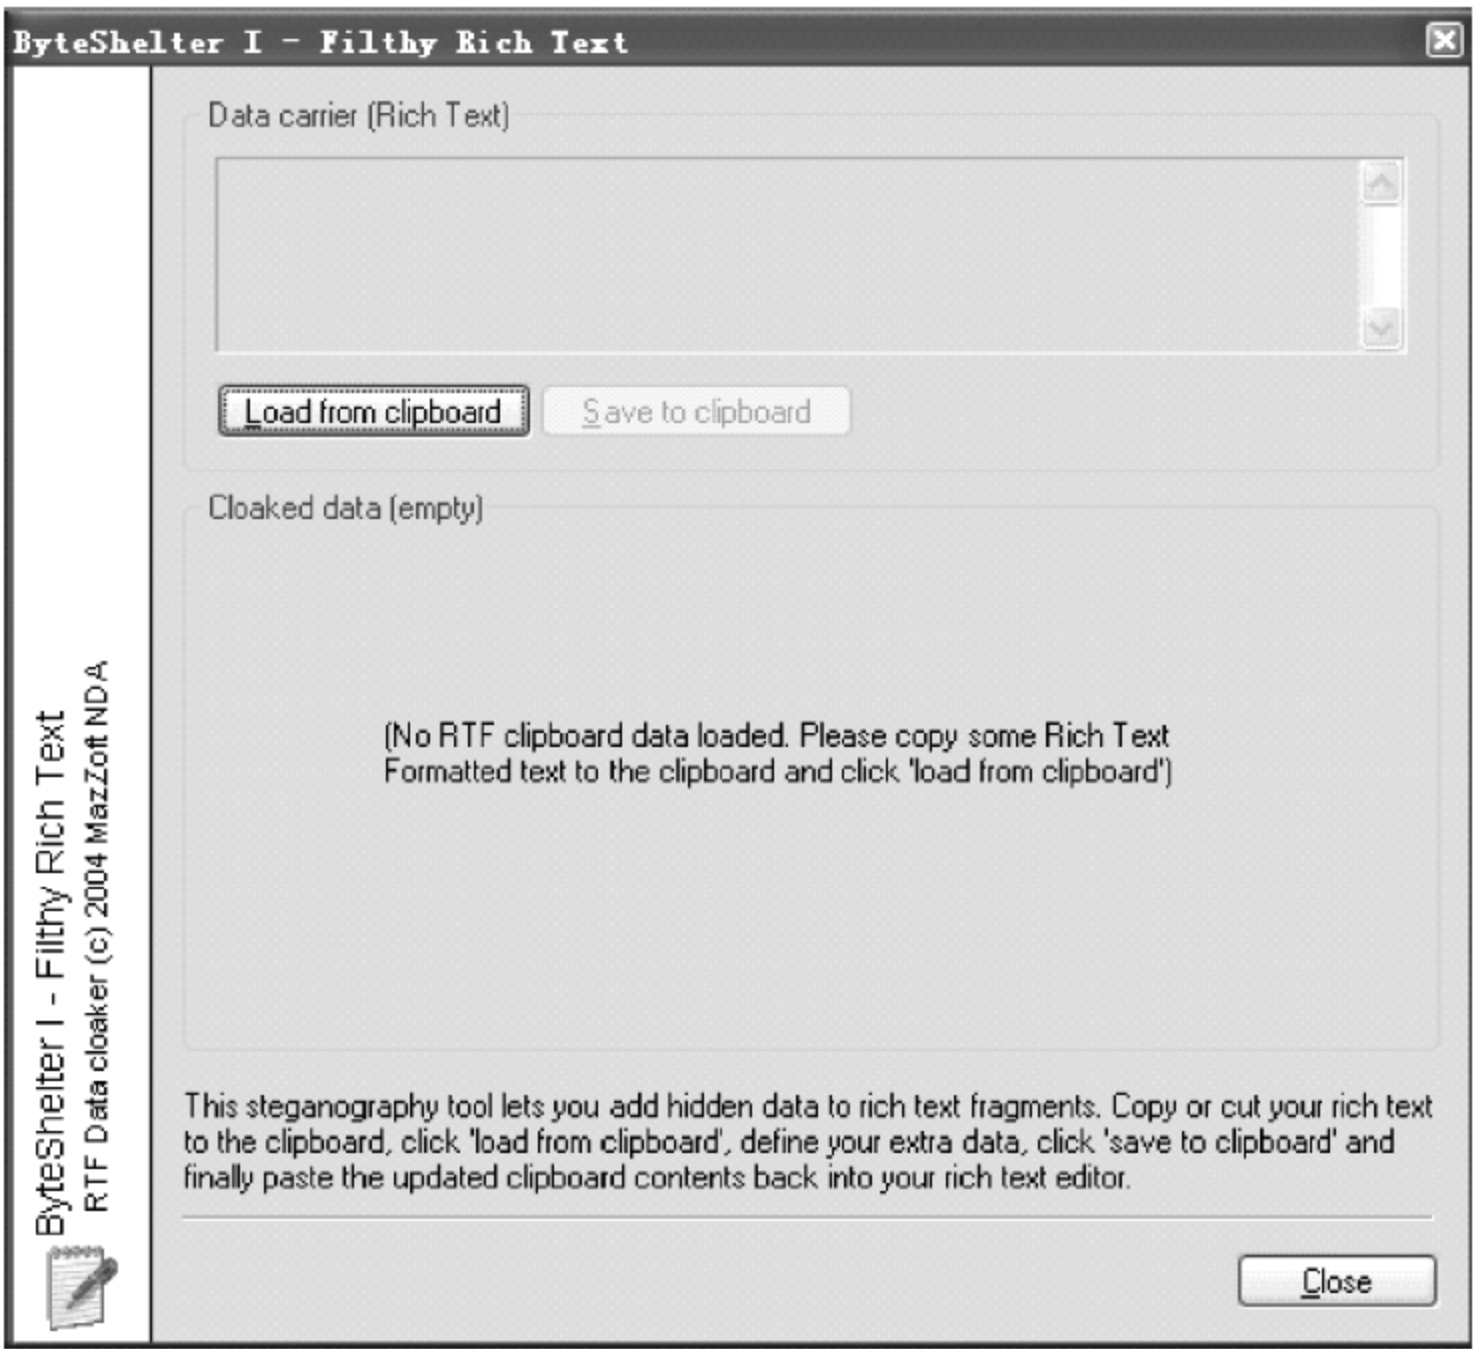 ByteShelter I - Filthy Rich Text
Data carrier (Rich Text)
Load from clipboard
Save to clipboard
Cloaked data (empty)
(No RTF clipboard data loaded. Please copy some Rich Text
Formatted text to the clipboard and click 'load from clipboard')
ByteShelter I - Filthy Rich Text
RTF Data cloaker (c) 2004 MazZoft NDA
This steganography tool lets you add hidden data to rich text fragments. Copy or cut your rich text
to the clipboard, click 'load from clipboard', define your extra data, click 'save to clipboard' and
finally paste the updated clipboard contents back into your rich text editor.
Close